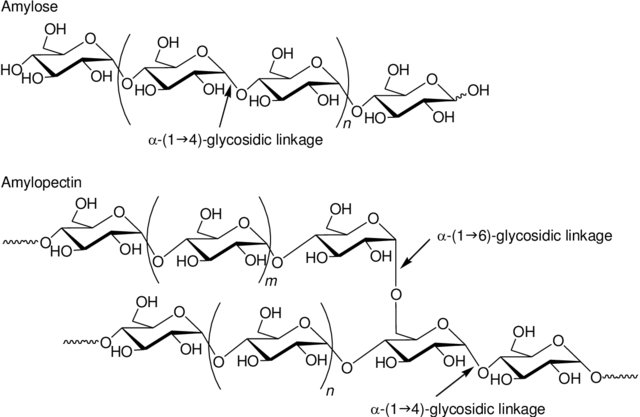 Amylose
OH OH OH OH
O O O O OH
HO HO OH O HO OH O HO OH O HO OH
n
α-(1→4)-glycosidic linkage
Amylopectin
OH OH OH
O O O
O HO OH O HO OH O HO OH
m
α-(1→6)-glycosidic linkage
O
OH OH OH
O O O O
O HO OH O HO OH O HO OH O HO OH O
n
α-(1→4)-glycosidic linkage